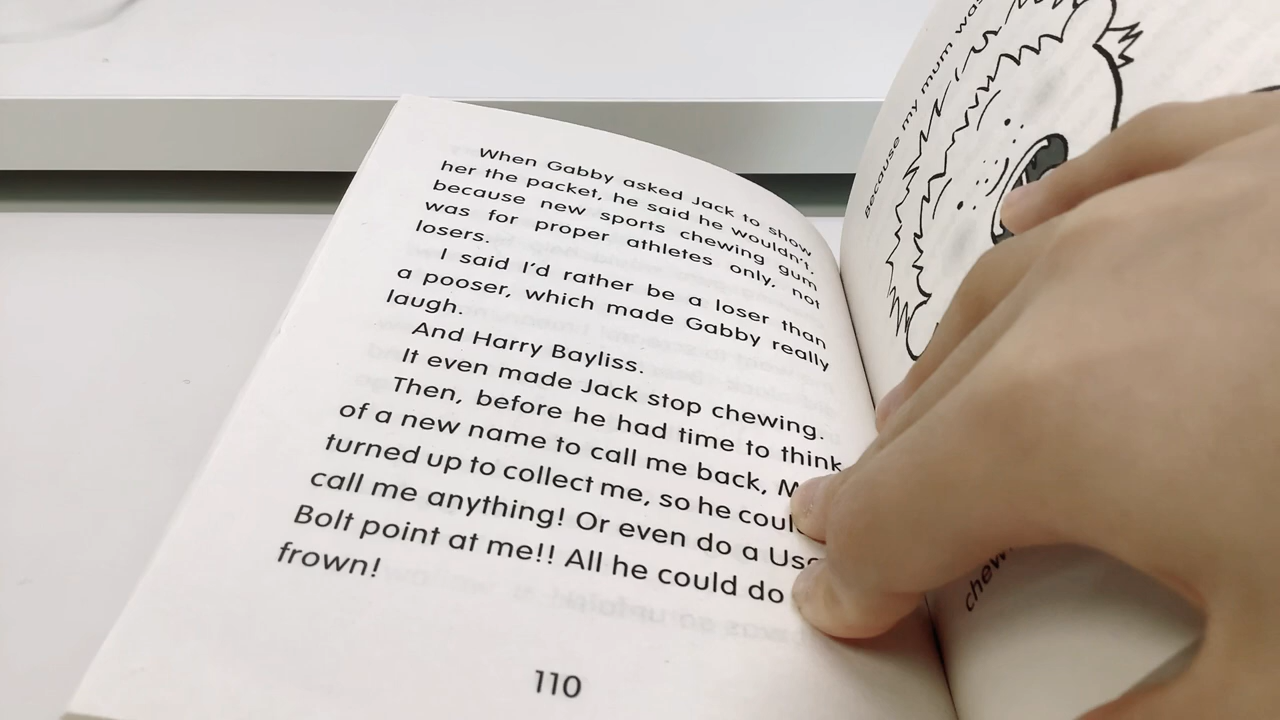 When Gabby asked Jack to show
her the packet, he said he wouldn't,
because new sports chewing gum
was for proper athletes only, not
losers.
I said I'd rather be a loser than
a pooser, which made Gabby really
laugh.
And Harry Bayliss.
It even made Jack stop chewing.
Then, before he had time to think
of a new name to call me back,
turned up to collect me, so he
call me anything! Or even do a
Bolt point at me!! All he could do
frown!
110
Because my mum was